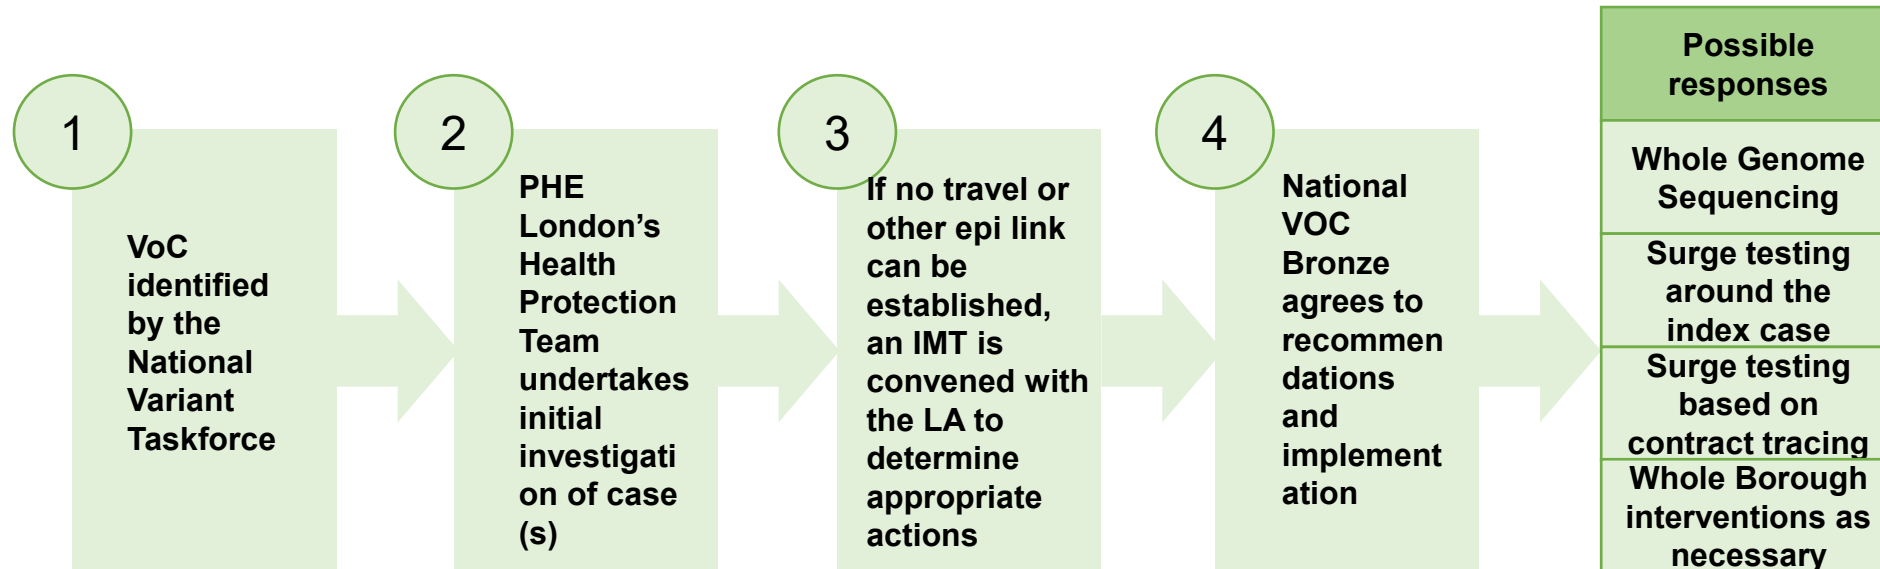 1
VoC
identified
by the
National
Variant
Taskforce
2
PHE
London’s
Health
Protection
Team
undertakes
initial
investigati
on of case
(s)
3
If no travel or
other epi link
can be
established,
an IMT is
convened with
the LA to
determine
appropriate
actions
4
National
VOC
Bronze
agrees to
recommen
dations
and
implement
ation
Possible
responses
Whole Genome
Sequencing
Surge testing
around the
index case
Surge testing
based on
contract tracing
Whole Borough
interventions as
necessary